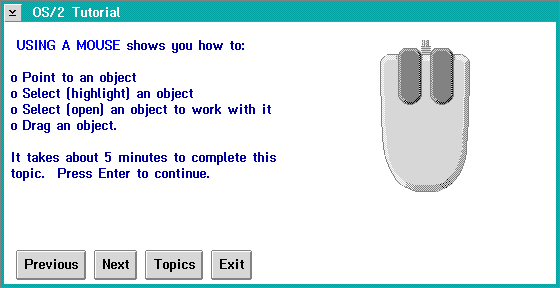 OS/2 Tutorial
USING A MOUSE shows you how to:
o Point to an object
o Select (highlight) an object
o Select (open) an object to work with it
o Drag an object.
It takes about 5 minutes to complete this
topic. Press Enter to continue.
Previous Next Topics Exit